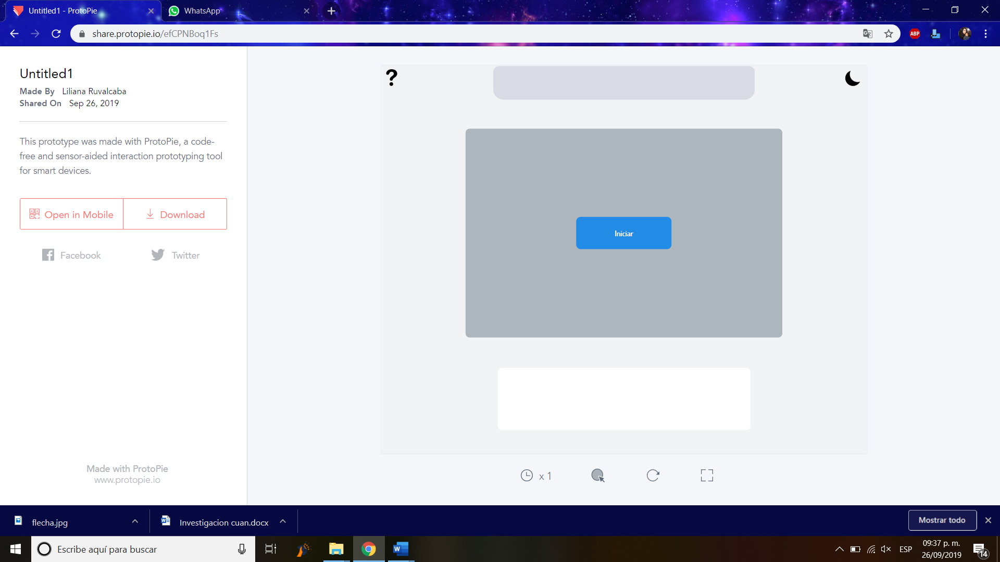 Untitled1 - ProtoPie
WhatsApp
share.protopie.io/efCPNBoq1Fs
ABP
Untitled1
Made By Liliana Ruvalcaba
Shared On Sep 26, 2019
This prototype was made with ProtoPie, a code-
free and sensor-aided interaction prototyping tool
for smart devices.
Open in Mobile
Download
Facebook
Twitter
Made with ProtoPie
www.protopie.io
?
Iniciar
x 1
flecha.jpg
Investigacion cuan.docx
Mostrar todo
Escribe aquí para buscar
ESP
09:37 p. m.
26/09/2019
14